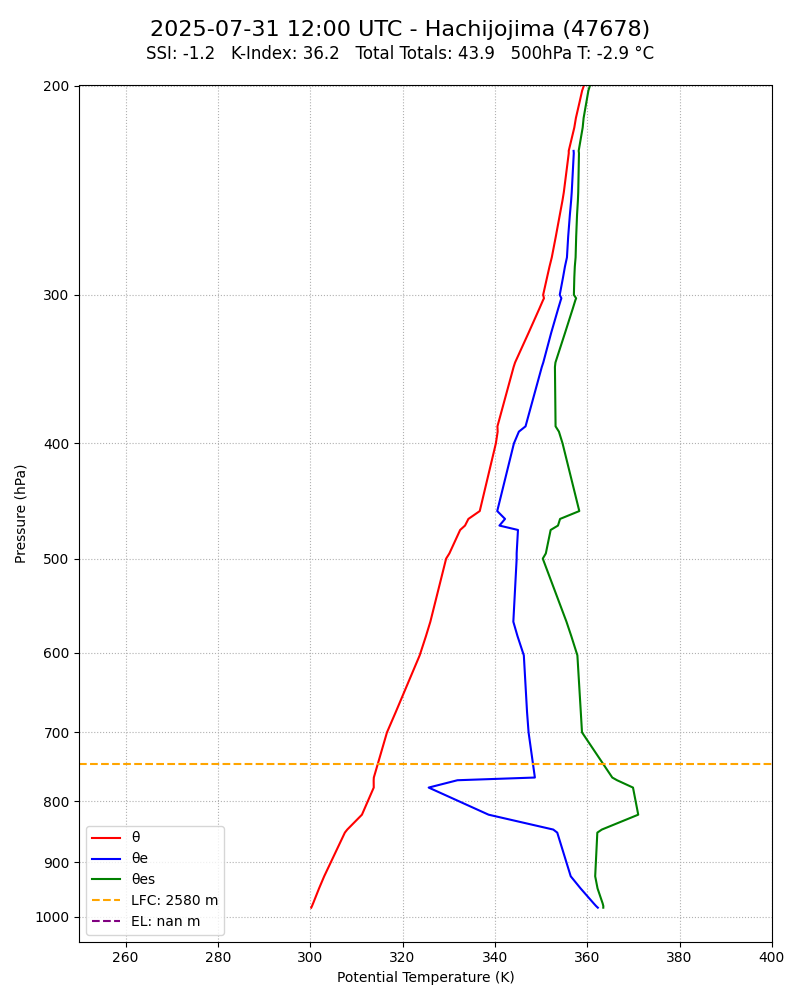 2025-07-31 12:00 UTC - Hachijojima (47678)
SSI: -1.2   K-Index: 36.2   Total Totals: 43.9   500hPa T: -2.9 °C
200
300
400
500
600
700
800
900
1000
Pressure (hPa)
θ
θe
θes
LFC: 2580 m
EL: nan m
260 280 300 320 340 360 380 400
Potential Temperature (K)